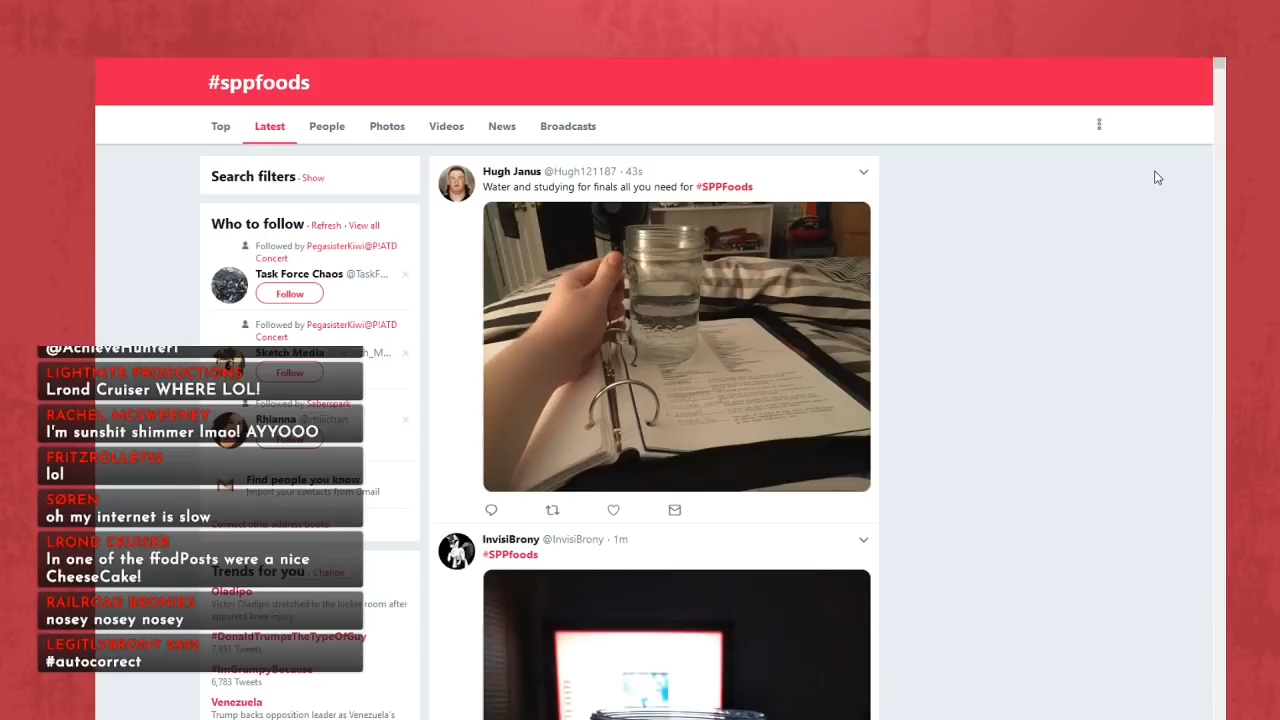 #sppfoods
Top Latest People Photos Videos News Broadcasts
Search filters · Show
Who to follow · Refresh · View all
Followed by PegasisterKiwi@P!ATD
Concert
Task Force Chaos @TaskF...
Follow
Followed by PegasisterKiwi@P!ATD
Concert
Sketch Media
Follow
Followed by Saberspark
Rhianna
Find people you know
Import your contacts from Gmail
Connect other address books
Trends for you · Change
Oladipo
Victor Oladipo stretched to the locker room after
apparent knee injury
#DonaldTrumpsTheTypeOfGuy
7,851 Tweets
#ImGrumpyBecause
6,783 Tweets
Venezuela
Trump backs opposition leader as Venezuela's
Hugh Janus @Hugh121187 · 43s
Water and studying for finals all you need for #SPPFoods
InvisiBrony @InvisiBrony · 1m
#SPPfoods
@AchieveHunter1
LIGHTNITE PRODUCTIONS
Lrond Cruiser WHERE LOL!
RACHEL MCSWEENEY
I'm sunshit shimmer lmao! AYYOOO
FRITZROLLE755
lol
SØREN
oh my internet is slow
LROND CRUISER
In one of the ffodPosts were a nice
CheeseCake!
RAILROAD BRONIES
nosey nosey nosey
LEGITLYBRONY 2592
#autocorrect